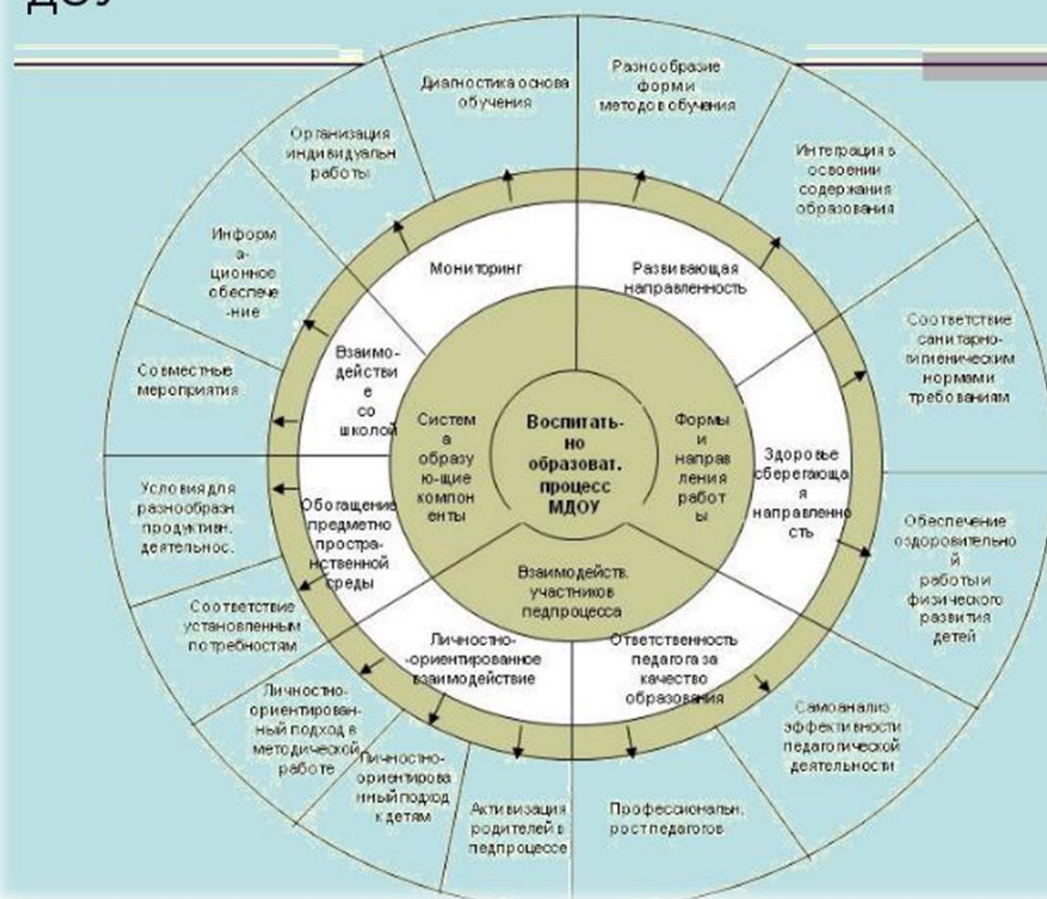 ДОУ
Диагностика основа
обучения
Разнообразие
форм и
методов обучения
Организация
индивидуальн
работы
Интеграция в
освоении
содержания
образования
Информ
а-
ционное
обеспече
-ние
Мониторинг
Развивающая
направленность
Соответствие
санитарно-
гигиеническим
нормами
требованиям
Совместные
мероприятия
Взаимо-
действи
е
со
школой
Систем
а
образу
ю-щие
компон
енты
Воспитать-
но
образоват.
процесс
МДОУ
Формы
и
направ
ления
работ
ы
Здоровье
сберегающа
я
направленно
сть
Условия для
разнообразн.
продуктивн.
деятельнос.
Обогащение
предметно
простра-
нственной
среды
Обеспечение
оздоровительно
й
работы и
физического
развития
детей
Взаимодейств.
участников
педпроцесса
Соответствие
установленным
потребностям
Личностно-
-ориентированное
взаимодействие
Ответственность
педагога за
качество
образования
Личностно-
ориентирован-
ный подход в
методической
работе
Личностно-
ориентирова
нный подход
к детям
Активизация
родителей в
педпроцессе
Профессиональн.
рост педагогов
Самоанализ
эффективности
педагогической
деятельности